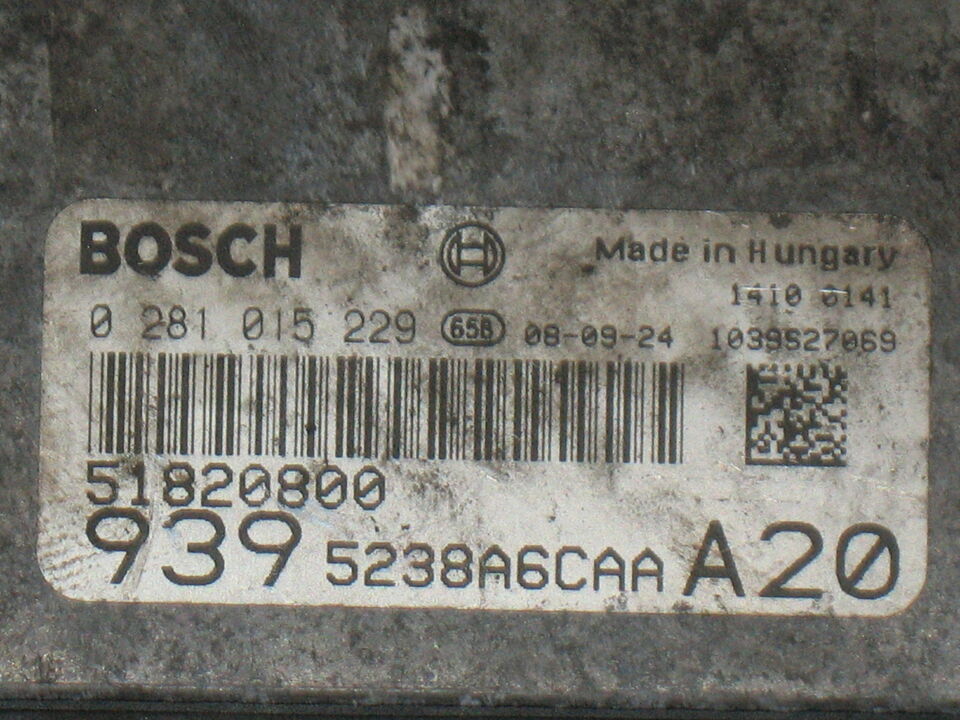 BOSCH
Made in Hungary
1410 0141
0 281 015 229 65B 08-09-24 1039S27069
51820800
939 5238A6CAA A20